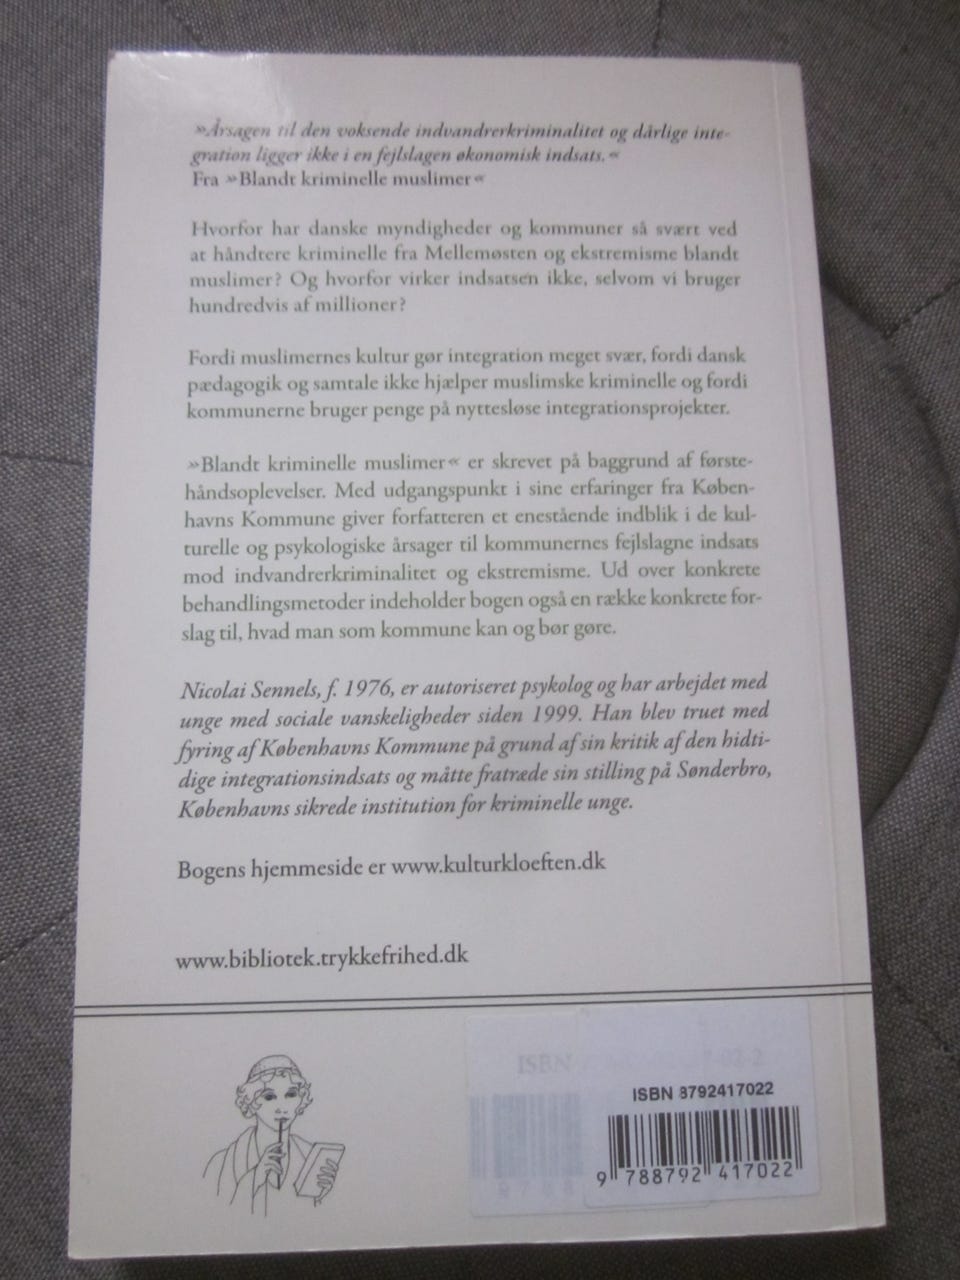 »Årsagen til den voksende indvandrerkriminalitet og dårlige inte-
gration ligger ikke i en fejlslagen økonomisk indsats.«
Fra »Blandt kriminelle muslimer«
Hvorfor har danske myndigheder og kommuner så svært ved
at håndtere kriminelle fra Mellemøsten og ekstremisme blandt
muslimer? Og hvorfor virker indsatsen ikke, selvom vi bruger
hundredvis af millioner?
Fordi muslimernes kultur gør integration meget svær, fordi dansk
pædagogik og samtale ikke hjælper muslimske kriminelle og fordi
kommunerne bruger penge på nyttesløse integrationsprojekter.
»Blandt kriminelle muslimer« er skrevet på baggrund af første-
håndsoplevelser. Med udgangspunkt i sine erfaringer fra Køben-
havns Kommune giver forfatteren et enestående indblik i de kul-
turelle og psykologiske årsager til kommunernes fejlslagne indsats
mod indvandrerkriminalitet og ekstremisme. Ud over konkrete
behandlingsmetoder indeholder bogen også en række konkrete for-
slag til, hvad man som kommune kan og bør gøre.
Nicolai Sennels, f. 1976, er autoriseret psykolog og har arbejdet med
unge med sociale vanskeligheder siden 1999. Han blev truet med
fyring af Københavns Kommune på grund af sin kritik af den hidti-
dige integrationsindsats og måtte fratræde sin stilling på Sønderbro,
Københavns sikrede institution for kriminelle unge.
Bogens hjemmeside er www.kulturkloeften.dk
www.bibliotek.trykkefrihed.dk
ISBN
ISBN 8792417022
9 788792 417022